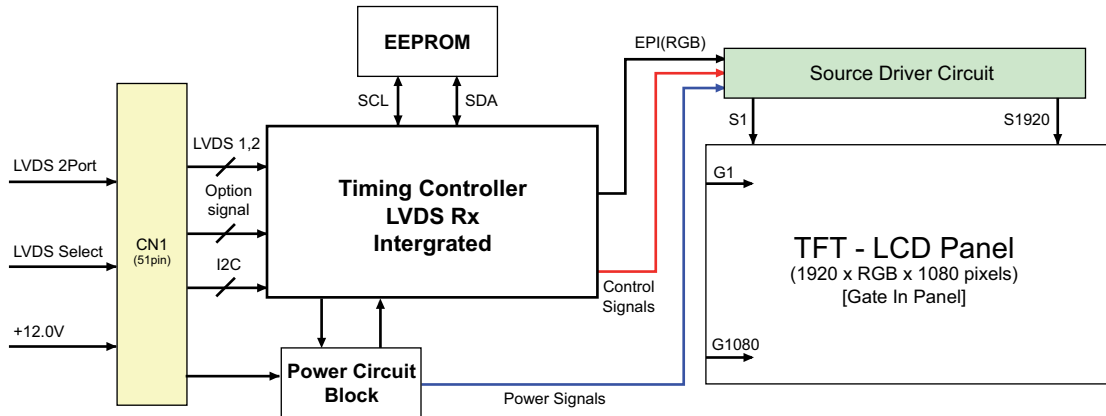 EEPROM
EPI(RGB)
Source Driver Circuit
SCL
SDA
S1
S1920
LVDS 1,2
LVDS 2Port
Option
signal
Timing Controller
LVDS Rx
Intergrated
G1
CN1
(51pin)
TFT - LCD Panel
(1920 x RGB x 1080 pixels)
[Gate In Panel]
LVDS Select
I2C
Control
Signals
+12.0V
G1080
Power Circuit
Block
Power Signals